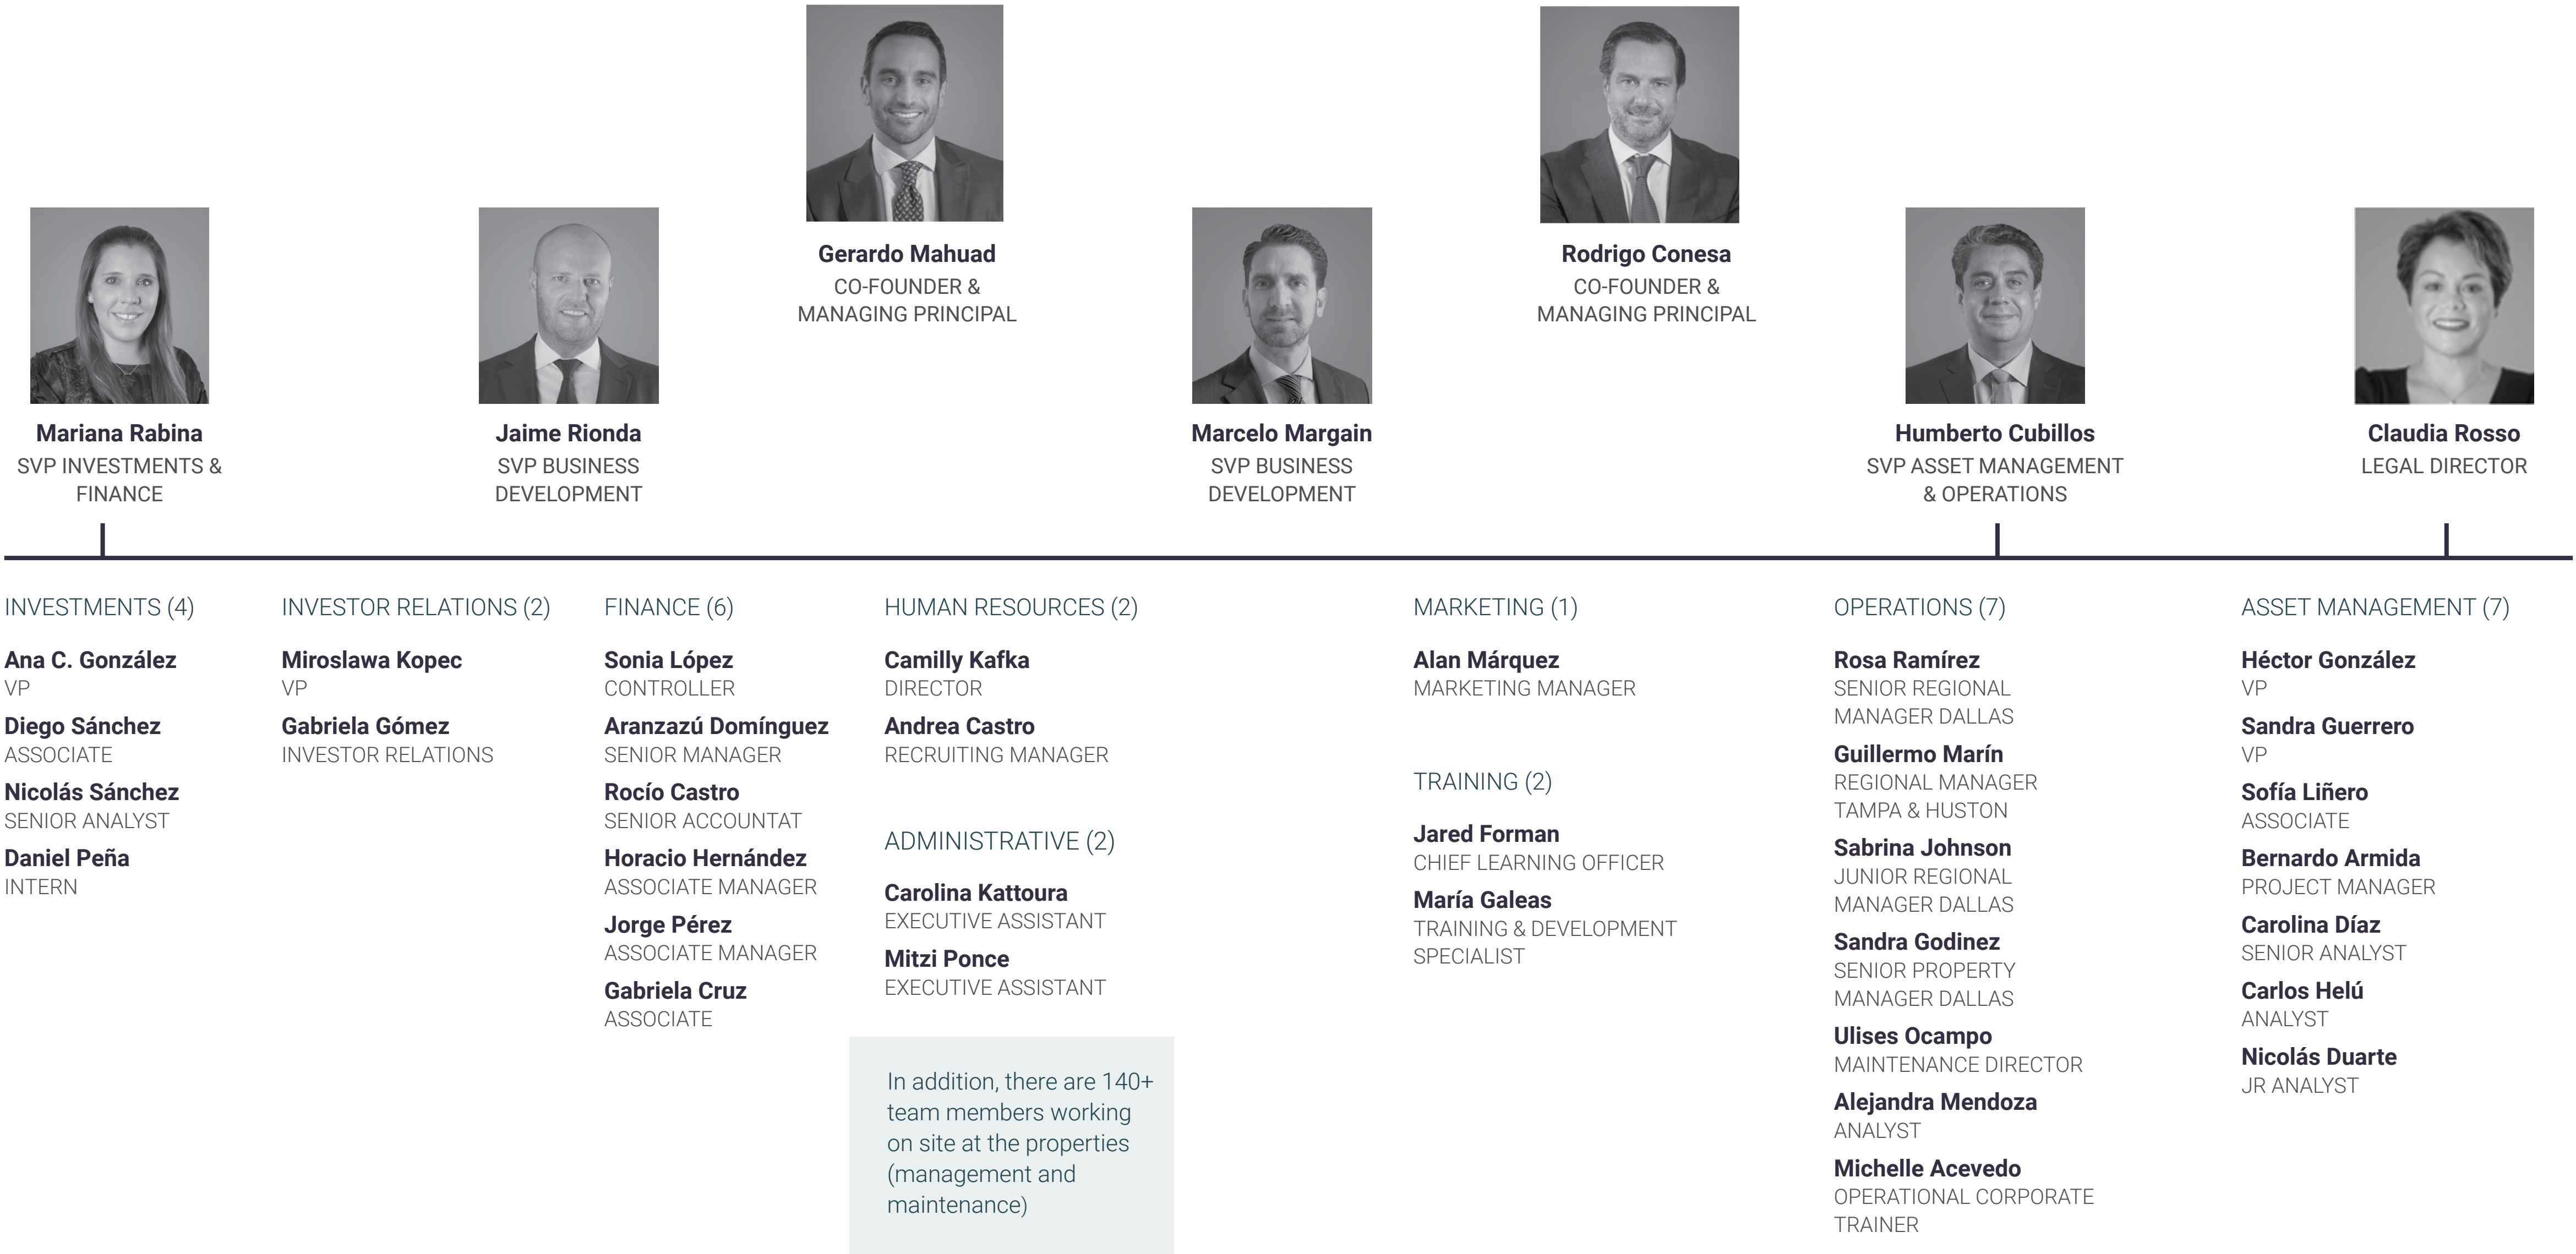 Gerardo Mahuad
CO-FOUNDER &
MANAGING PRINCIPAL
Rodrigo Conesa
CO-FOUNDER &
MANAGING PRINCIPAL
Mariana Rabina
SVP INVESTMENTS &
FINANCE
Jaime Rionda
SVP BUSINESS
DEVELOPMENT
Marcelo Margain
SVP BUSINESS
DEVELOPMENT
Humberto Cubillos
SVP ASSET MANAGEMENT
& OPERATIONS
Claudia Rosso
LEGAL DIRECTOR
INVESTMENTS (4)
Ana C. González
VP
Diego Sánchez
ASSOCIATE
Nicolás Sánchez
SENIOR ANALYST
Daniel Peña
INTERN
INVESTOR RELATIONS (2)
Miroslawa Kopec
VP
Gabriela Gómez
INVESTOR RELATIONS
FINANCE (6)
Sonia López
CONTROLLER
Aranzazú Domínguez
SENIOR MANAGER
Rocío Castro
SENIOR ACCOUNTAT
Horacio Hernández
ASSOCIATE MANAGER
Jorge Pérez
ASSOCIATE MANAGER
Gabriela Cruz
ASSOCIATE
HUMAN RESOURCES (2)
Camilly Kafka
DIRECTOR
Andrea Castro
RECRUITING MANAGER
ADMINISTRATIVE (2)
Carolina Kattoura
EXECUTIVE ASSISTANT
Mitzi Ponce
EXECUTIVE ASSISTANT
In addition, there are 140+
team members working
on site at the properties
(management and
maintenance)
MARKETING (1)
Alan Márquez
MARKETING MANAGER
TRAINING (2)
Jared Forman
CHIEF LEARNING OFFICER
María Galeas
TRAINING & DEVELOPMENT
SPECIALIST
OPERATIONS (7)
Rosa Ramírez
SENIOR REGIONAL
MANAGER DALLAS
Guillermo Marín
REGIONAL MANAGER
TAMPA & HUSTON
Sabrina Johnson
JUNIOR REGIONAL
MANAGER DALLAS
Sandra Godinez
SENIOR PROPERTY
MANAGER DALLAS
Ulises Ocampo
MAINTENANCE DIRECTOR
Alejandra Mendoza
ANALYST
Michelle Acevedo
OPERATIONAL CORPORATE
TRAINER
ASSET MANAGEMENT (7)
Héctor González
VP
Sandra Guerrero
VP
Sofía Liñero
ASSOCIATE
Bernardo Armida
PROJECT MANAGER
Carolina Díaz
SENIOR ANALYST
Carlos Helú
ANALYST
Nicolás Duarte
JR ANALYST